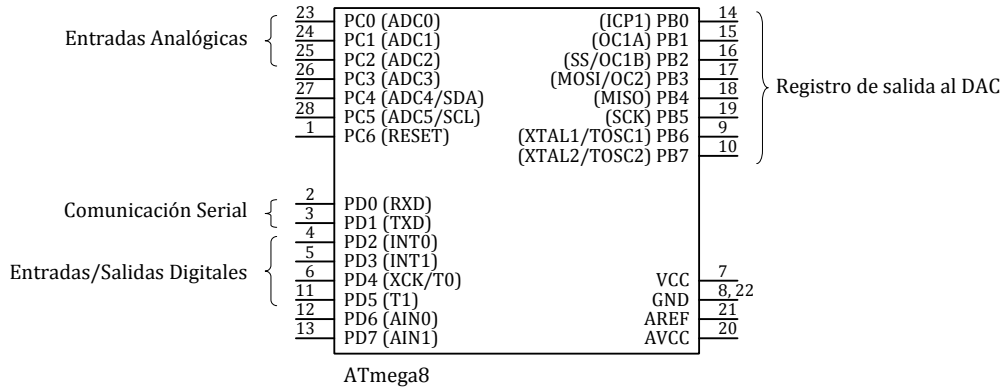 23 PC0 (ADC0) (ICP1) PB0 14
24 PC1 (ADC1) (OC1A) PB1 15
Entradas Analógicas
25 PC2 (ADC2) (SS/OC1B) PB2 16
26 PC3 (ADC3) (MOSI/OC2) PB3 17
27 PC4 (ADC4/SDA) (MISO) PB4 18
Registro de salida al DAC
28 PC5 (ADC5/SCL) (SCK) PB5 19
1 PC6 (RESET) (XTAL1/TOSC1) PB6 9
(XTAL2/TOSC2) PB7 10
2 PD0 (RXD)
Comunicación Serial
3 PD1 (TXD)
4 PD2 (INT0)
5 PD3 (INT1)
Entradas/Salidas Digitales
6 PD4 (XCK/T0) VCC 7
11 PD5 (T1) GND 8, 22
12 PD6 (AIN0) AREF 21
13 PD7 (AIN1) AVCC 20
ATmega8